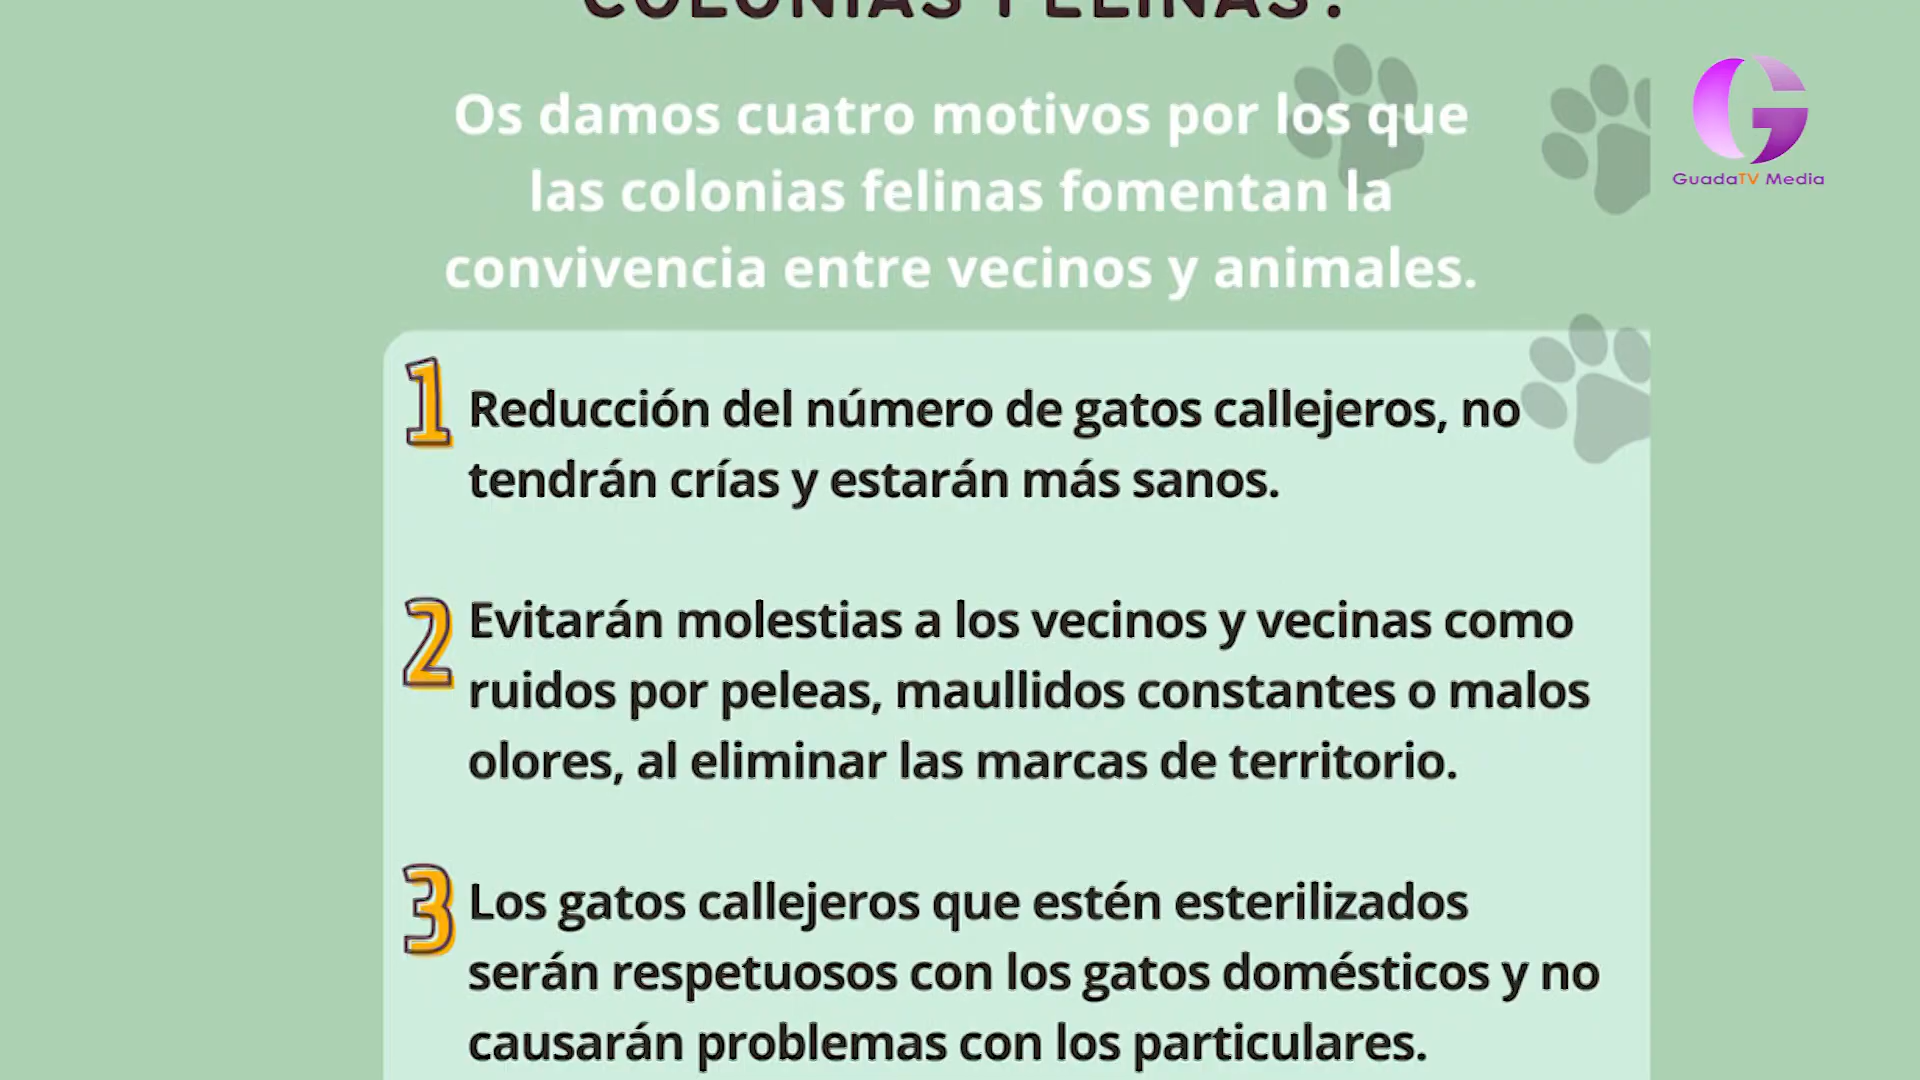 COLONIAS FELINAS?
Os damos cuatro motivos por los que
las colonias felinas fomentan la
convivencia entre vecinos y animales.
1 Reducción del número de gatos callejeros, no
tendrán crías y estarán más sanos.
2 Evitarán molestias a los vecinos y vecinas como
ruidos por peleas, maullidos constantes o malos
olores, al eliminar las marcas de territorio.
3 Los gatos callejeros que estén esterilizados
serán respetuosos con los gatos domésticos y no
causarán problemas con los particulares.
GuadaTV Media